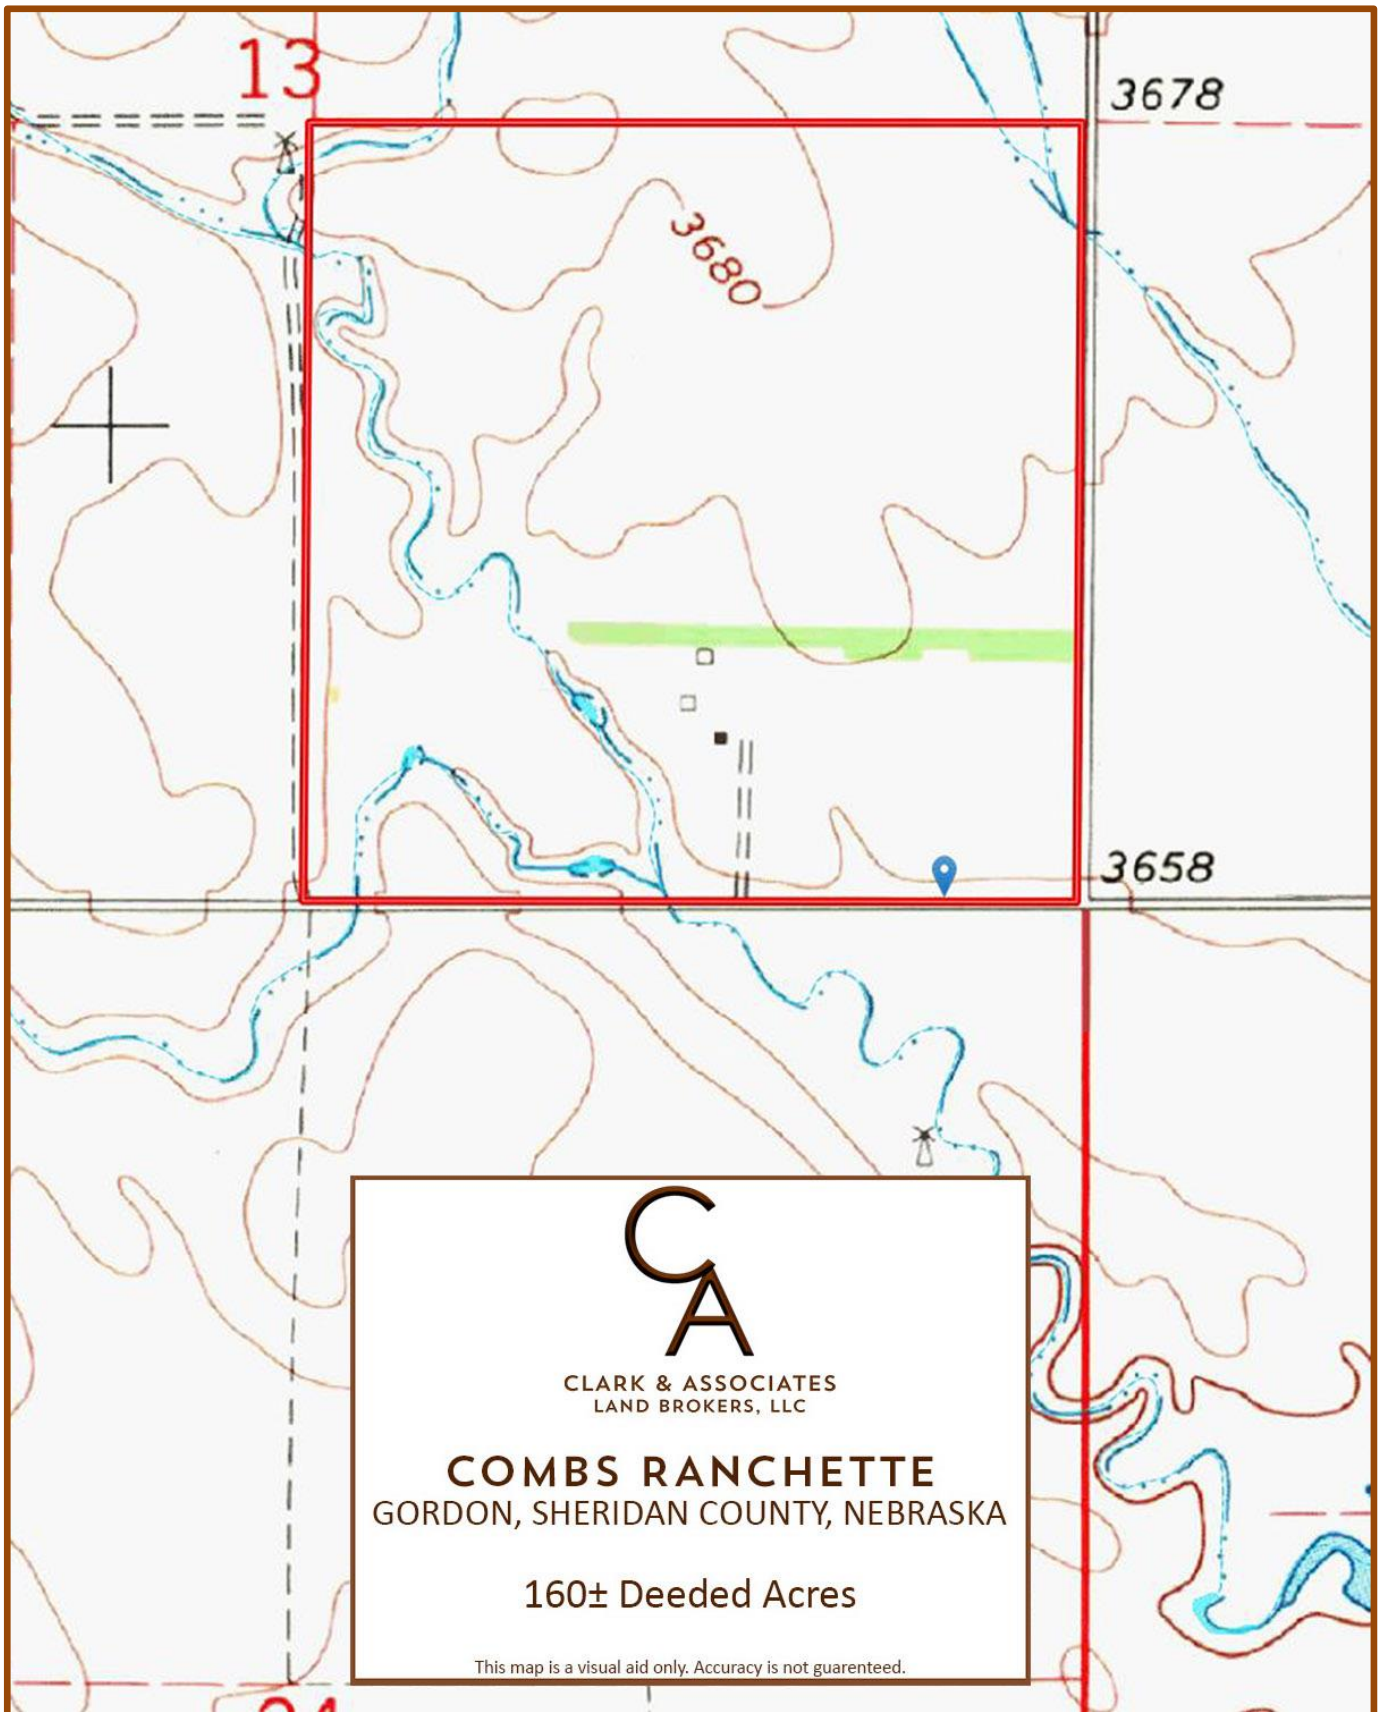 13
3678
3680
3658
CA
CLARK & ASSOCIATES
LAND BROKERS, LLC
COMBS RANCHETTE
GORDON, SHERIDAN COUNTY, NEBRASKA
160± Deeded Acres
This map is a visual aid only. Accuracy is not guarenteed.